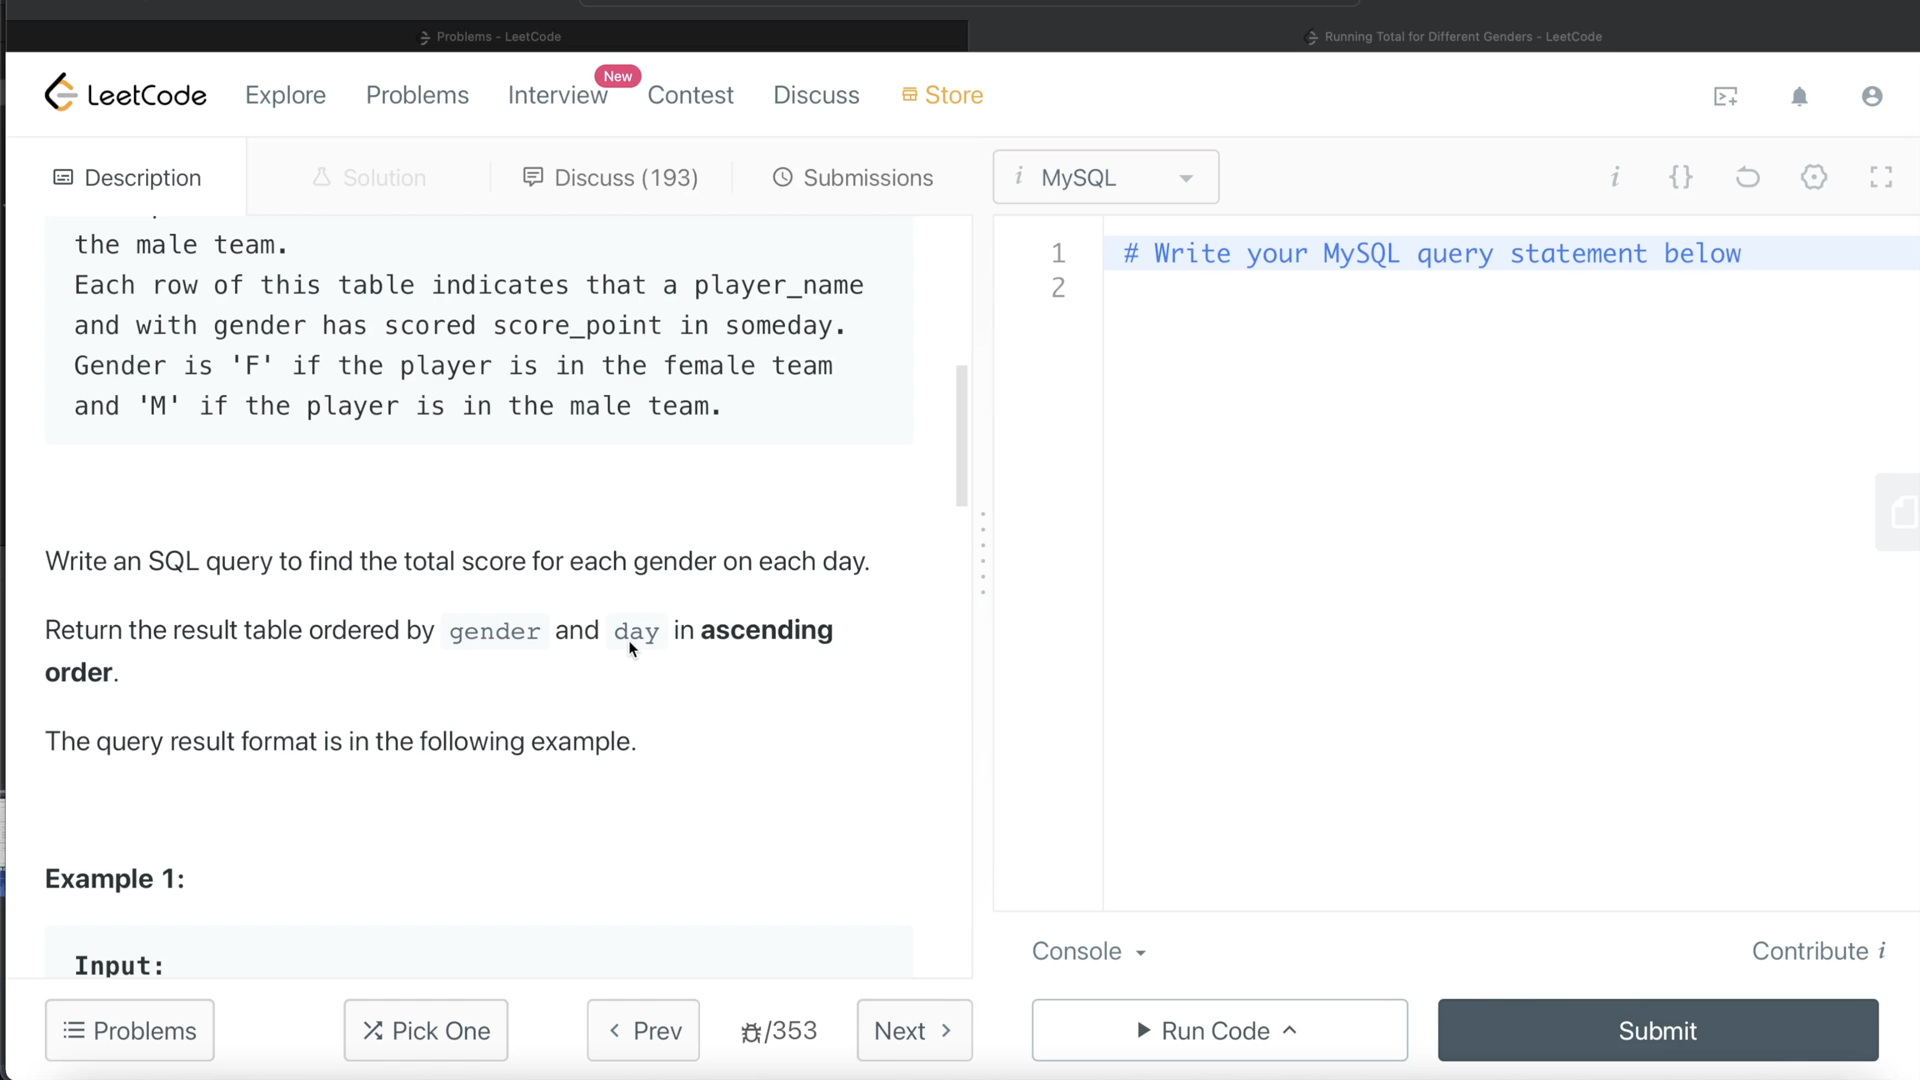 Problems - LeetCode
Running Total for Different Genders - LeetCode
LeetCode
Explore
Problems
Interview
New
Contest
Discuss
Store
Description
Solution
Discuss (193)
Submissions
i MySQL
i
{}
the male team.
Each row of this table indicates that a player_name
and with gender has scored score_point in someday.
Gender is 'F' if the player is in the female team
and 'M' if the player is in the male team.
Write an SQL query to find the total score for each gender on each day.
Return the result table ordered by gender and day in ascending
order.
The query result format is in the following example.
Example 1:
Input:
1 # Write your MySQL query statement below
2
Console
Contribute i
Problems
Pick One
Prev
/353
Next
Run Code
Submit